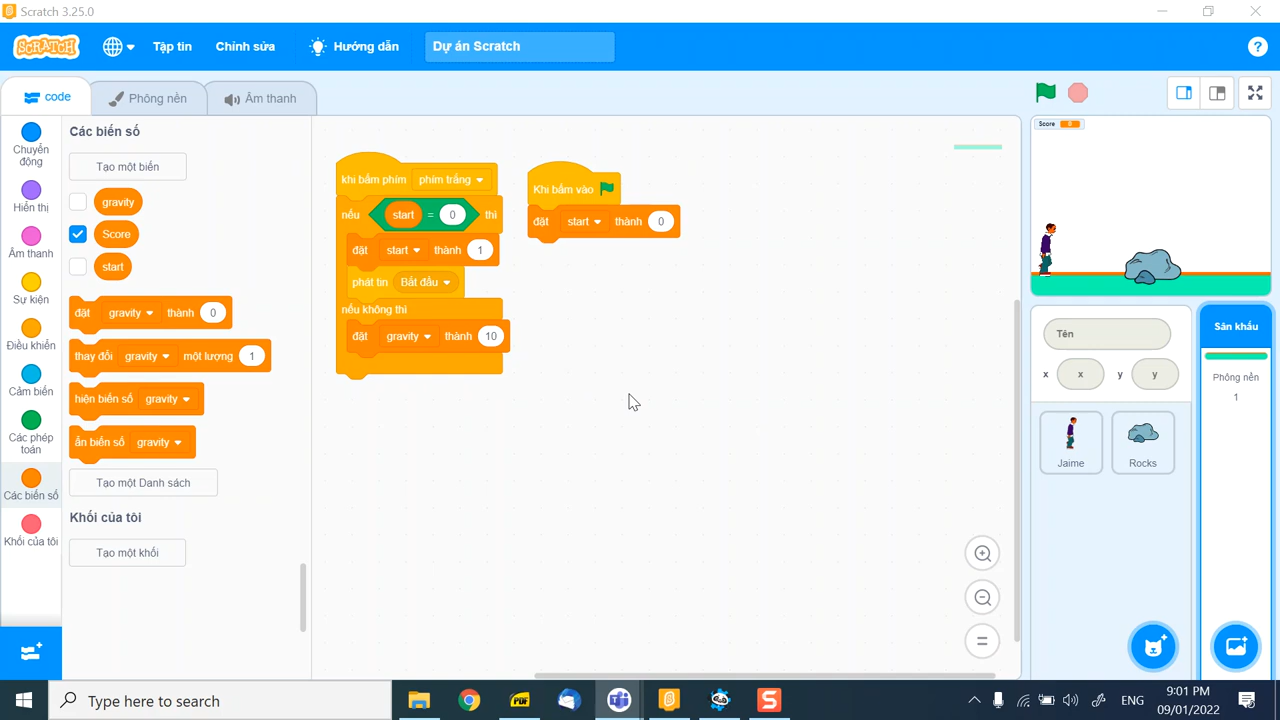 Scratch 3.25.0
SCRATCH
Tập tin
Chỉnh sửa
Hướng dẫn
Dự án Scratch
?
code
Phông nền
Âm thanh
Chuyển động
Hiển thị
Âm thanh
Sự kiện
Điều khiển
Cảm biến
Các phép toán
Các biến số
Khối của tôi
Các biến số
Tạo một biến
gravity
Score
start
đặt gravity thành 0
thay đổi gravity một lượng 1
hiện biến số gravity
ẩn biến số gravity
Tạo một Danh sách
Khối của tôi
Tạo một khối
khi bấm phím phím trắng
nếu start = 0 thì
đặt start thành 1
phát tin Bắt đầu
nếu không thì
đặt gravity thành 10
Khi bấm vào
đặt start thành 0
Score 0
Tên
x x y y
Jaime
Rocks
Sân khấu
Phông nền
1
Type here to search
PDF
S
ENG
9:01 PM
09/01/2022